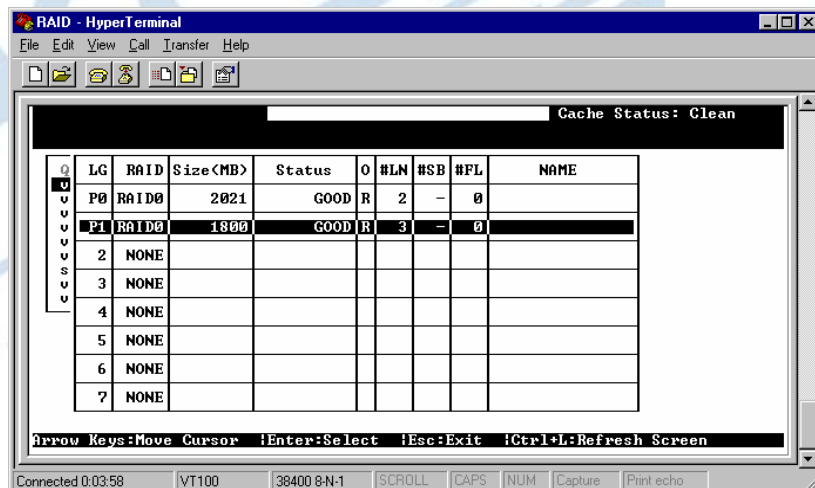 RAID - HyperTerminal
File Edit View Call Transfer Help
Cache Status: Clean
Q LG RAID Size(MB) Status O #LN #SB #FL NAME
v
v P0 RAID0 2021 GOOD R 2 – 0
v
v P1 RAID0 1800 GOOD R 3 – 0
v
v 2 NONE
s
v 3 NONE
v
4 NONE
5 NONE
6 NONE
7 NONE
Arrow Keys:Move Cursor |Enter:Select |Esc:Exit |Ctrl+L:Refresh Screen
Connected 0:03:58 VT100 38400 8-N-1 SCROLL CAPS NUM Capture Print echo